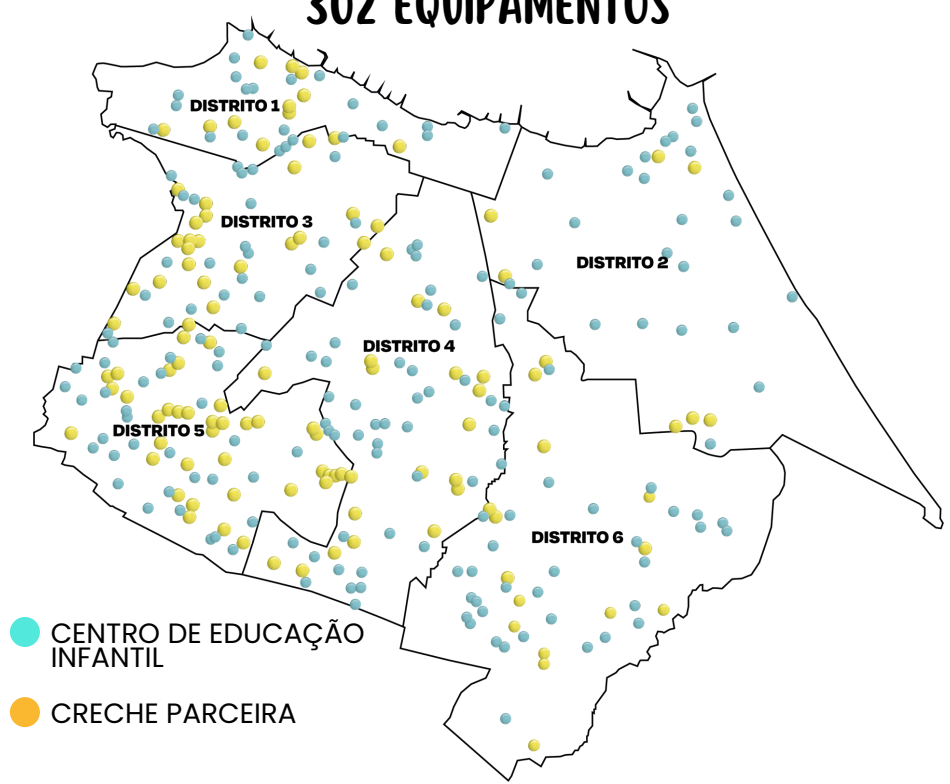 302 EQUIPAMENTOS
DISTRITO 1
DISTRITO 3
DISTRITO 2
DISTRITO 4
DISTRITO 5
DISTRITO 6
CENTRO DE EDUCAÇÃO
INFANTIL
CRECHE PARCEIRA